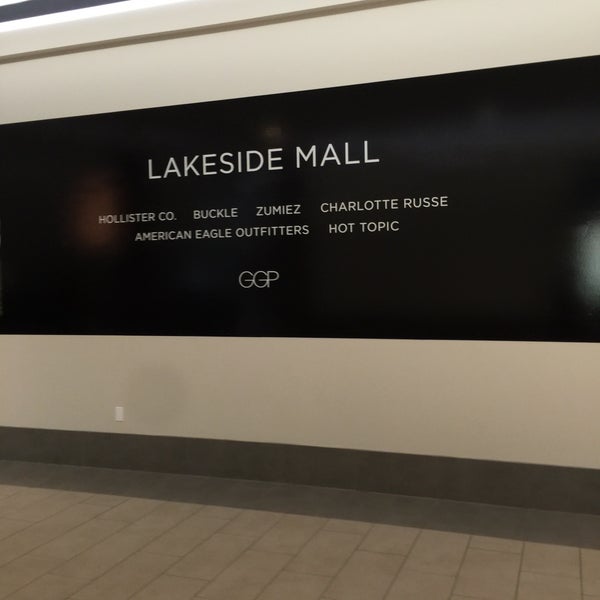 LAKESIDE MALL
HOLLISTER CO. BUCKLE ZUMIEZ CHARLOTTE RUSSE
AMERICAN EAGLE OUTFITTERS HOT TOPIC
GGP